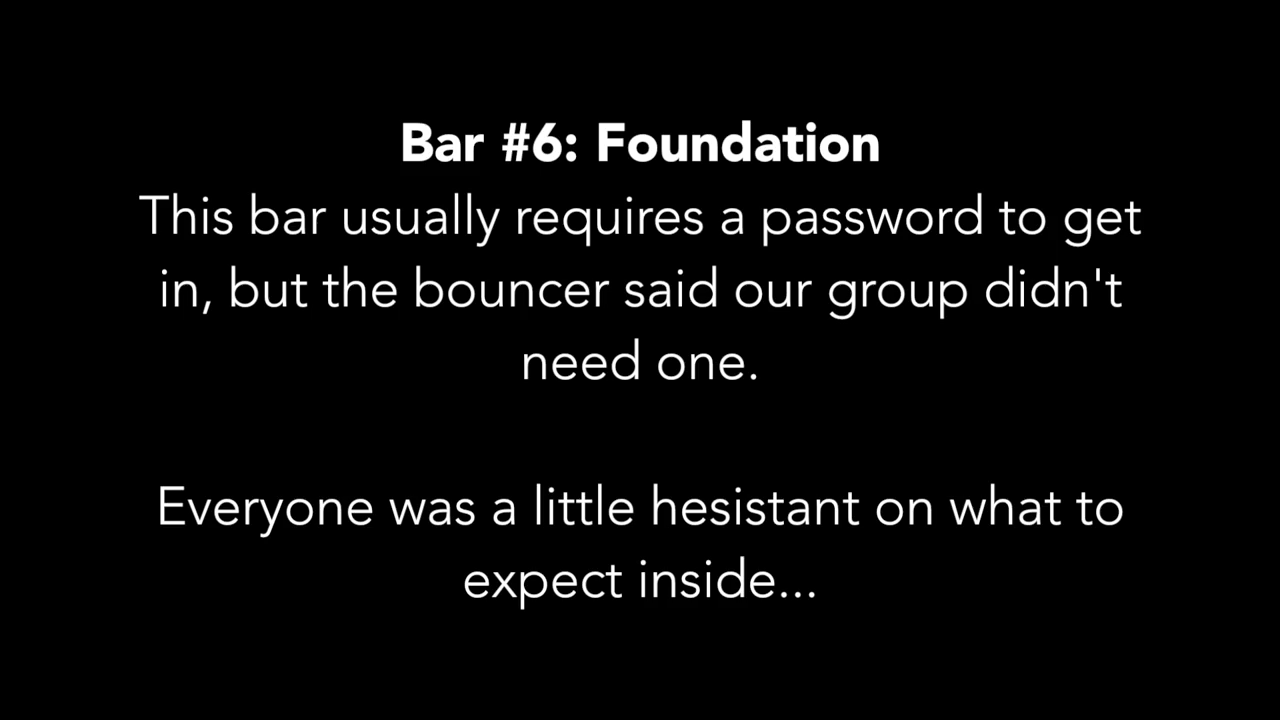 Bar #6: Foundation
This bar usually requires a password to get
in, but the bouncer said our group didn't
need one.
Everyone was a little hesistant on what to
expect inside...